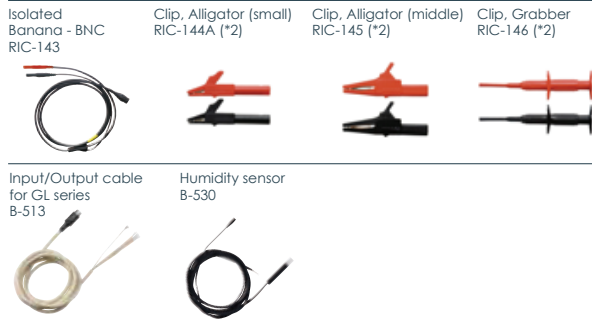 Isolated
Banana - BNC
RIC-143
Clip, Alligator (small)
RIC-144A (*2)
Clip, Alligator (middle)
RIC-145 (*2)
Clip, Grabber
RIC-146 (*2)
Input/Output cable
for GL series
B-513
Humidity sensor
B-530